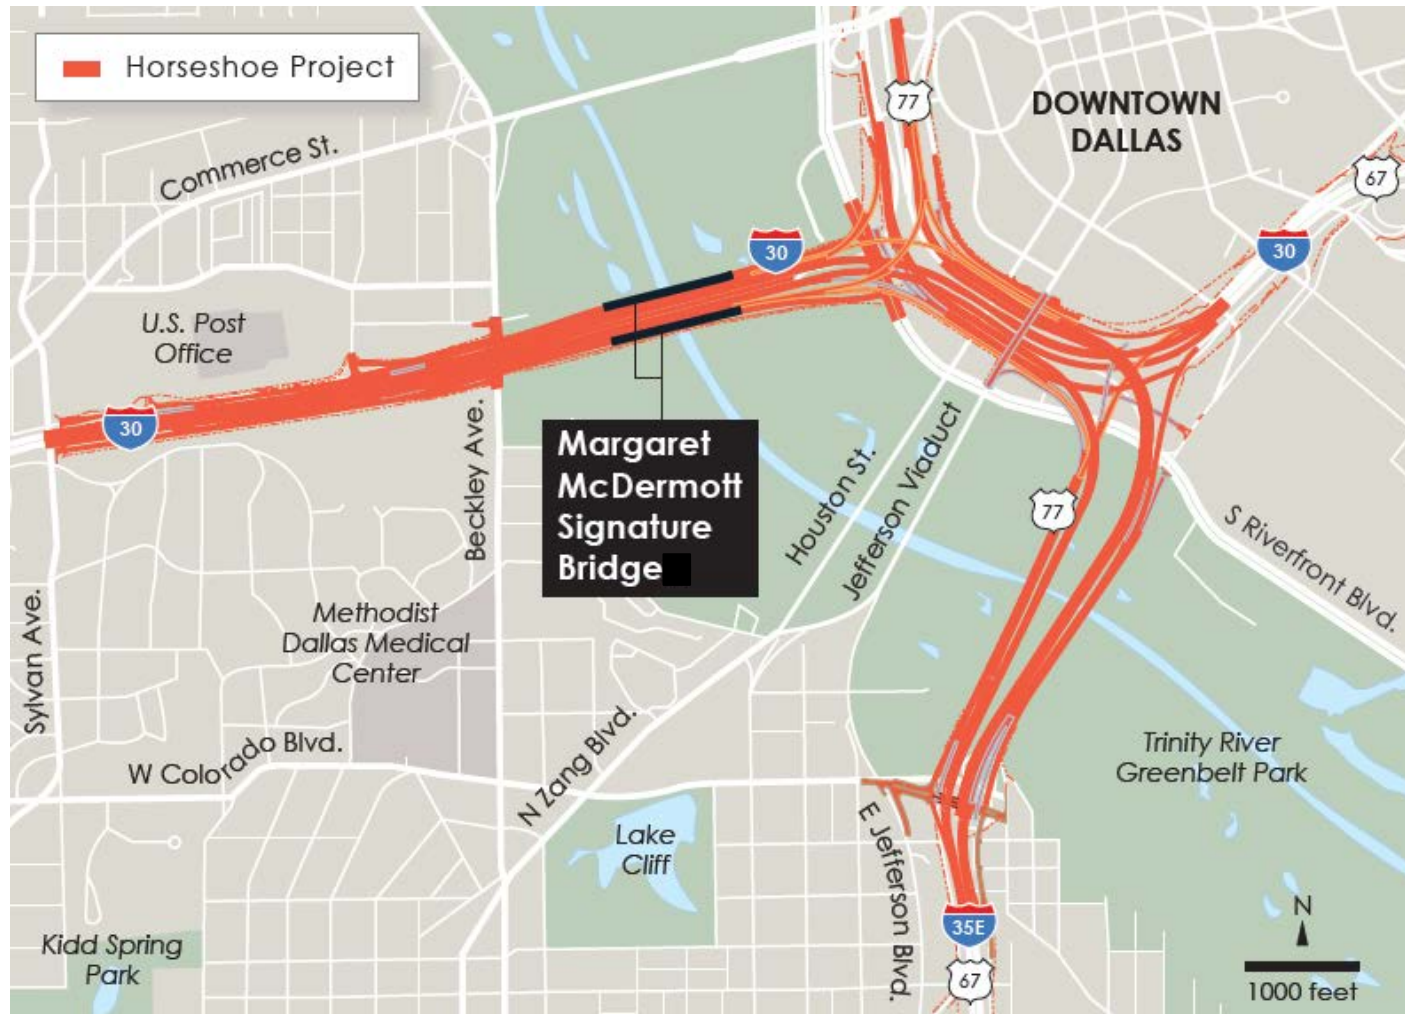 Horseshoe Project
77
DOWNTOWN
DALLAS
67
Commerce St.
30
30
U.S. Post
Office
30
Margaret
McDermott
Signature
Bridge
Beckley Ave.
Houston St.
Jefferson Viaduct
77
S Riverfront Blvd.
Sylvan Ave.
Methodist
Dallas Medical
Center
W Colorado Blvd.
N Zang Blvd.
Trinity River
Greenbelt Park
Lake
Cliff
E Jefferson Blvd.
Kidd Spring
Park
35E
67
N
1000 feet